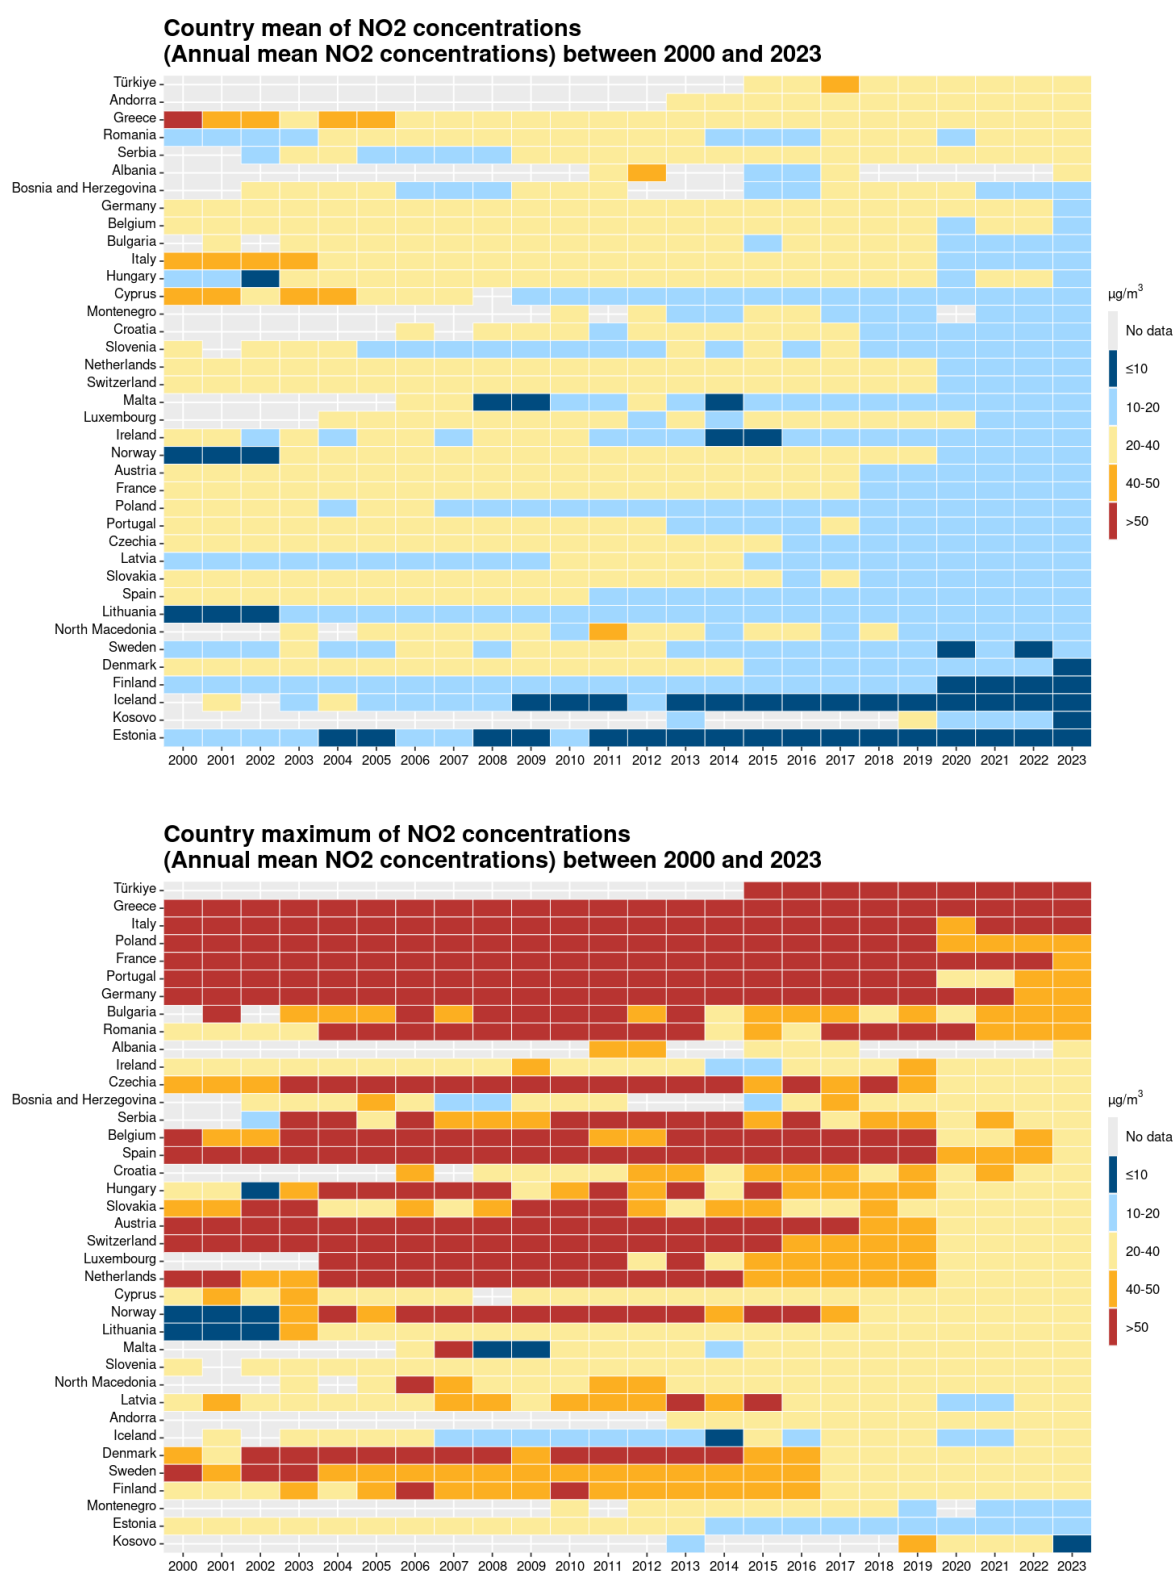 Country mean of NO2 concentrations
(Annual mean NO2 concentrations) between 2000 and 2023
Türkiye
Andorra
Greece
Romania
Serbia
Albania
Bosnia and Herzegovina
Germany
Belgium
Bulgaria
Italy
Hungary
Cyprus
Montenegro
Croatia
Slovenia
Netherlands
Switzerland
Malta
Luxembourg
Ireland
Norway
Austria
France
Poland
Portugal
Czechia
Latvia
Slovakia
Spain
Lithuania
North Macedonia
Sweden
Denmark
Finland
Iceland
Kosovo
Estonia
2000 2001 2002 2003 2004 2005 2006 2007 2008 2009 2010 2011 2012 2013 2014 2015 2016 2017 2018 2019 2020 2021 2022 2023
µg/m³
No data
≤10
10-20
20-40
40-50
>50
Country maximum of NO2 concentrations
(Annual mean NO2 concentrations) between 2000 and 2023
Türkiye
Greece
Italy
Poland
France
Portugal
Germany
Bulgaria
Romania
Albania
Ireland
Czechia
Bosnia and Herzegovina
Serbia
Belgium
Spain
Croatia
Hungary
Slovakia
Austria
Switzerland
Luxembourg
Netherlands
Cyprus
Norway
Lithuania
Malta
Slovenia
North Macedonia
Latvia
Andorra
Iceland
Denmark
Sweden
Finland
Montenegro
Estonia
Kosovo
2000 2001 2002 2003 2004 2005 2006 2007 2008 2009 2010 2011 2012 2013 2014 2015 2016 2017 2018 2019 2020 2021 2022 2023
µg/m³
No data
≤10
10-20
20-40
40-50
>50